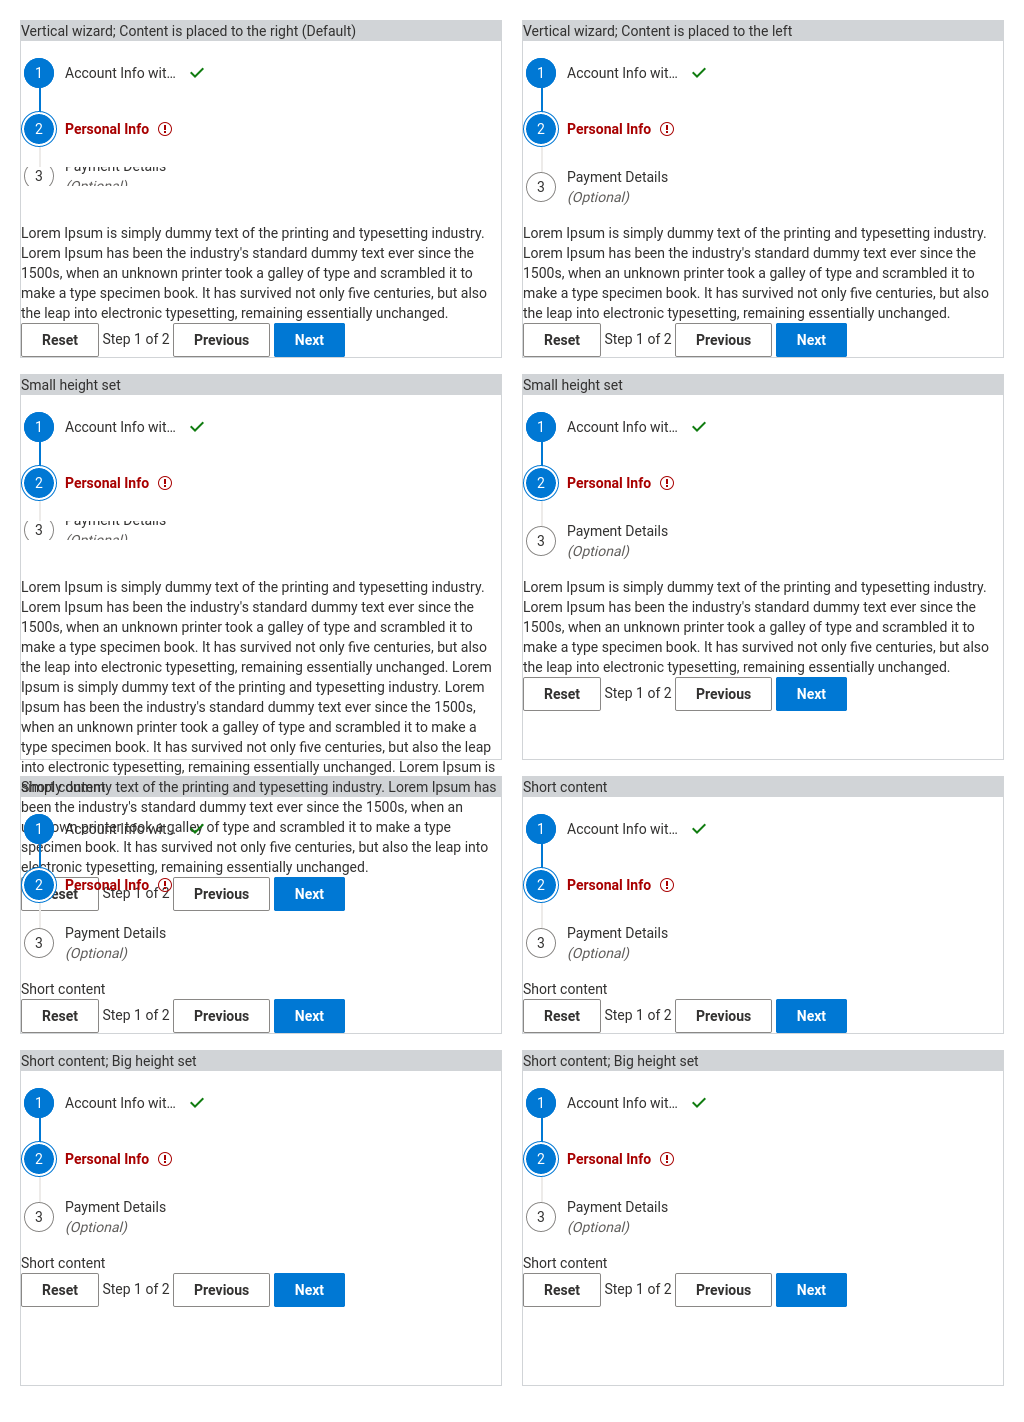 Vertical wizard; Content is placed to the right (Default)
1 Account Info wit...
2 Personal Info
3 Payment Details
(Optional)
Lorem Ipsum is simply dummy text of the printing and typesetting industry.
Lorem Ipsum has been the industry's standard dummy text ever since the
1500s, when an unknown printer took a galley of type and scrambled it to
make a type specimen book. It has survived not only five centuries, but also
the leap into electronic typesetting, remaining essentially unchanged.
Reset Step 1 of 2 Previous Next
Vertical wizard; Content is placed to the left
1 Account Info wit...
2 Personal Info
3 Payment Details
(Optional)
Lorem Ipsum is simply dummy text of the printing and typesetting industry.
Lorem Ipsum has been the industry's standard dummy text ever since the
1500s, when an unknown printer took a galley of type and scrambled it to
make a type specimen book. It has survived not only five centuries, but also
the leap into electronic typesetting, remaining essentially unchanged.
Reset Step 1 of 2 Previous Next
Small height set
1 Account Info wit...
2 Personal Info
3 Payment Details
(Optional)
Lorem Ipsum is simply dummy text of the printing and typesetting industry.
Lorem Ipsum has been the industry's standard dummy text ever since the
1500s, when an unknown printer took a galley of type and scrambled it to
make a type specimen book. It has survived not only five centuries, but also
the leap into electronic typesetting, remaining essentially unchanged. Lorem
Ipsum is simply dummy text of the printing and typesetting industry. Lorem
Ipsum has been the industry's standard dummy text ever since the 1500s,
when an unknown printer took a galley of type and scrambled it to make a
type specimen book. It has survived not only five centuries, but also the leap
into electronic typesetting, remaining essentially unchanged. Lorem Ipsum is
simply dummy text of the printing and typesetting industry. Lorem Ipsum has
been the industry's standard dummy text ever since the 1500s, when an
unknown printer took a galley of type and scrambled it to make a type
specimen book. It has survived not only five centuries, but also the leap into
electronic typesetting, remaining essentially unchanged.
Reset Step 1 of 2 Previous Next
Small height set
1 Account Info wit...
2 Personal Info
3 Payment Details
(Optional)
Lorem Ipsum is simply dummy text of the printing and typesetting industry.
Lorem Ipsum has been the industry's standard dummy text ever since the
1500s, when an unknown printer took a galley of type and scrambled it to
make a type specimen book. It has survived not only five centuries, but also
the leap into electronic typesetting, remaining essentially unchanged.
Reset Step 1 of 2 Previous Next
Short content
1 Account Info wit...
2 Personal Info
3 Payment Details
(Optional)
Short content
Reset Step 1 of 2 Previous Next
Short content
1 Account Info wit...
2 Personal Info
3 Payment Details
(Optional)
Short content
Reset Step 1 of 2 Previous Next
Short content; Big height set
1 Account Info wit...
2 Personal Info
3 Payment Details
(Optional)
Short content
Reset Step 1 of 2 Previous Next
Short content; Big height set
1 Account Info wit...
2 Personal Info
3 Payment Details
(Optional)
Short content
Reset Step 1 of 2 Previous Next